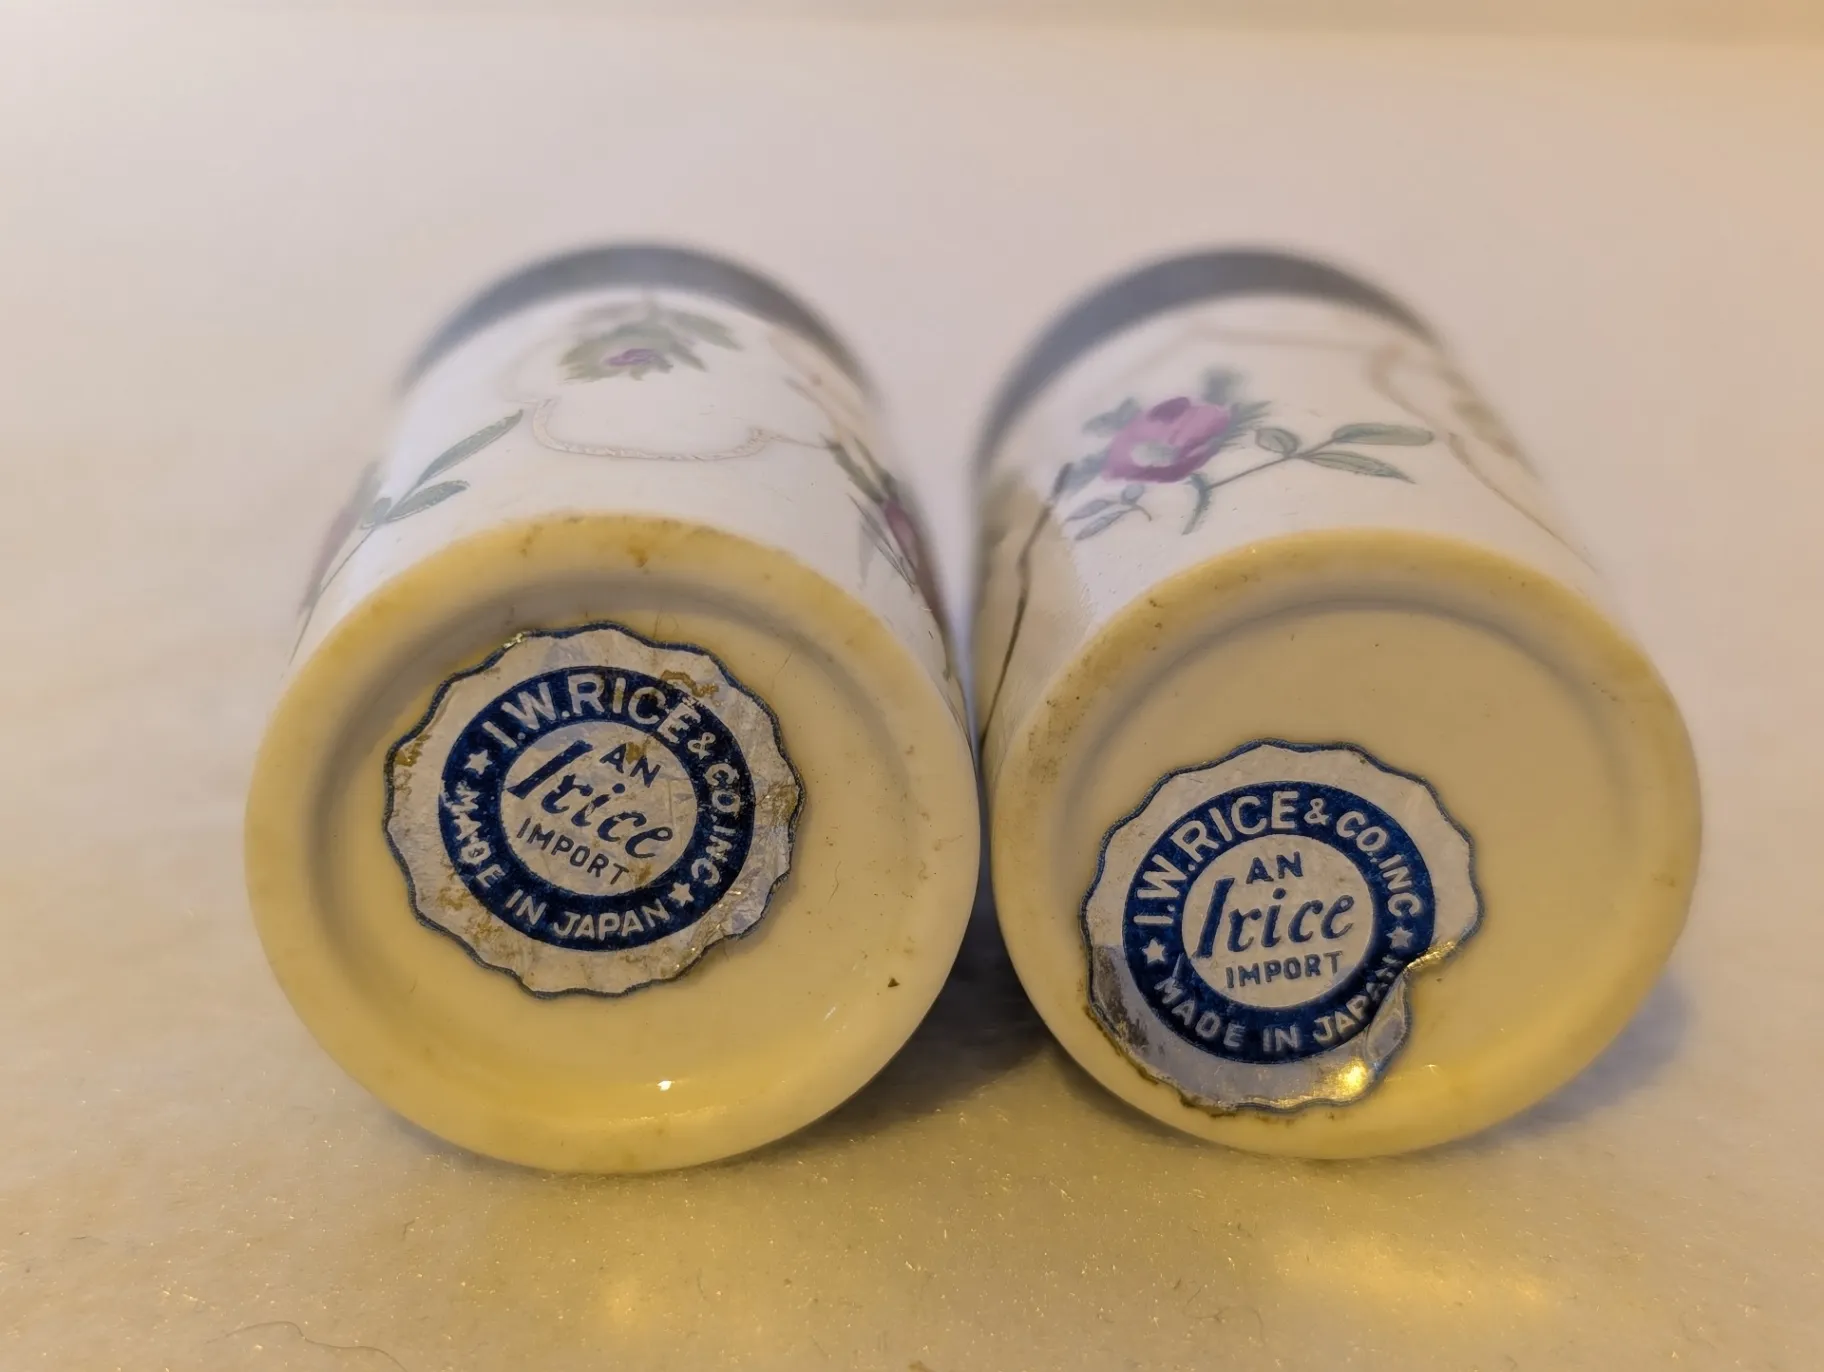 I.W.RICE & CO.INC.
AN
Irice
IMPORT
MADE IN JAPAN
I.W.RICE & CO.INC.
AN
Irice
IMPORT
MADE IN JAPAN